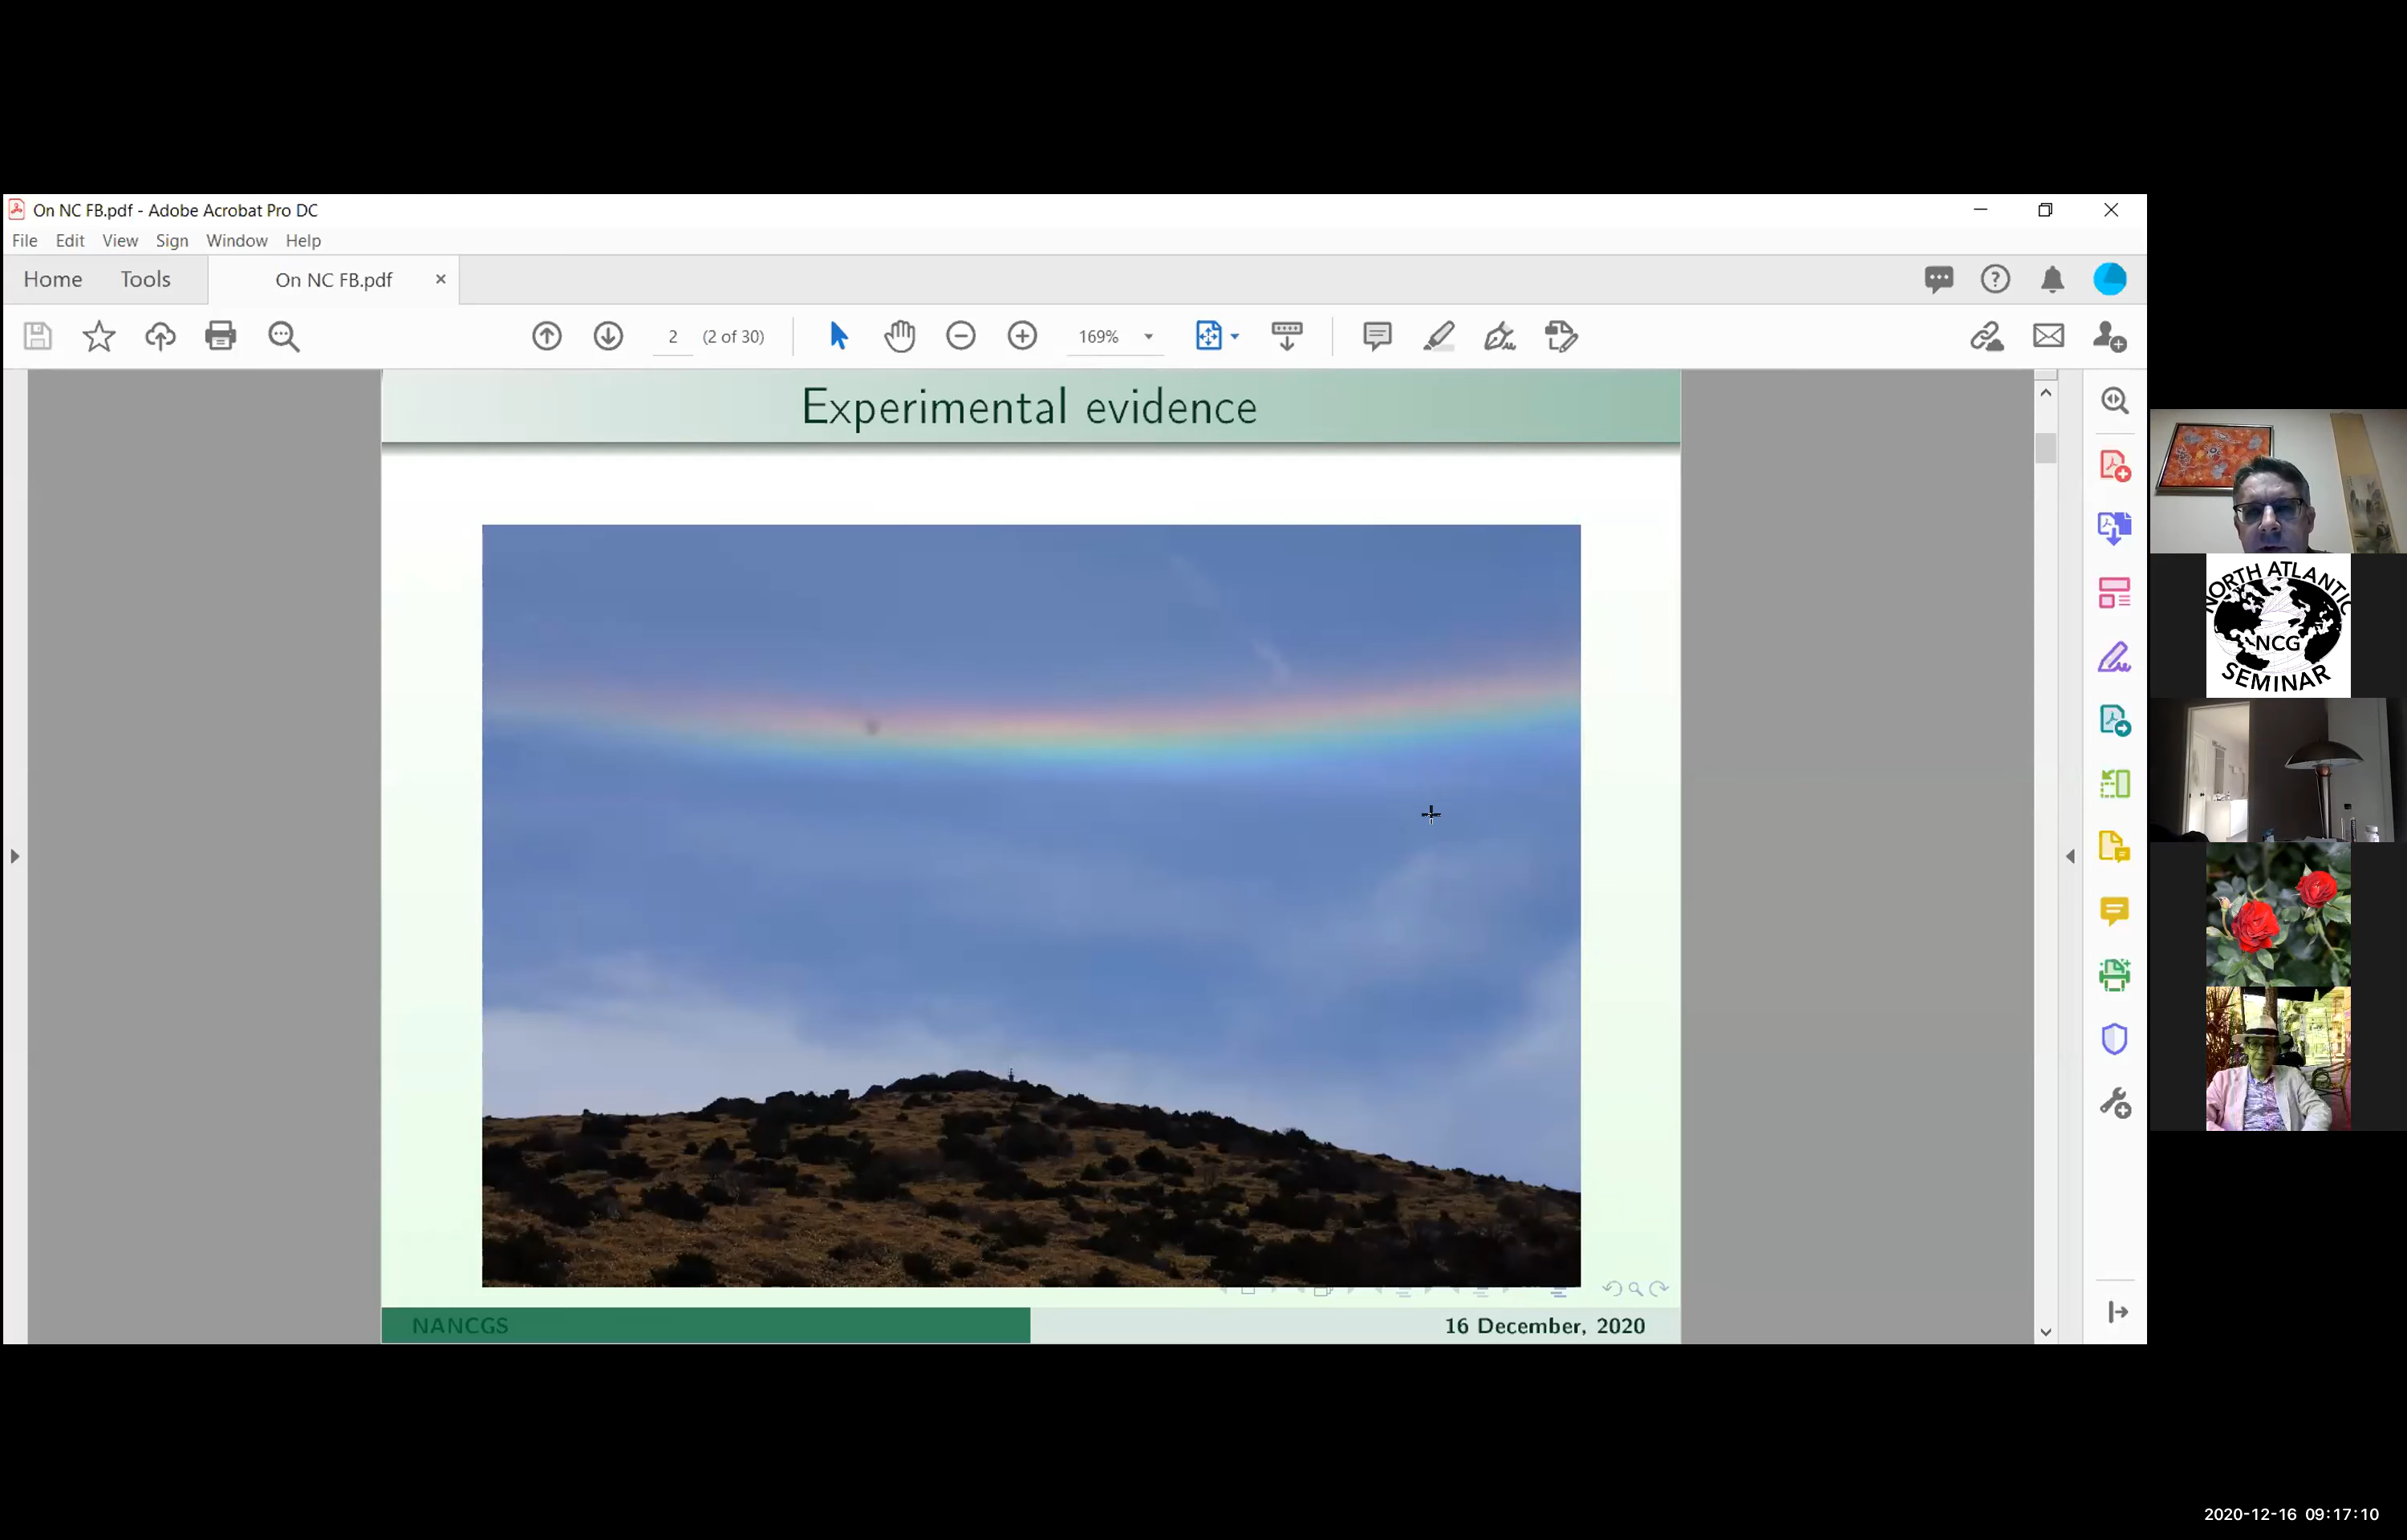 On NC FB.pdf - Adobe Acrobat Pro DC
File Edit View Sign Window Help
Home Tools On NC FB.pdf ×
2 (2 of 30) 169%
Experimental evidence
NORTH ATLANTIC
NCG
SEMINAR
NANCGS 16 December, 2020
2020-12-16 09:17:10